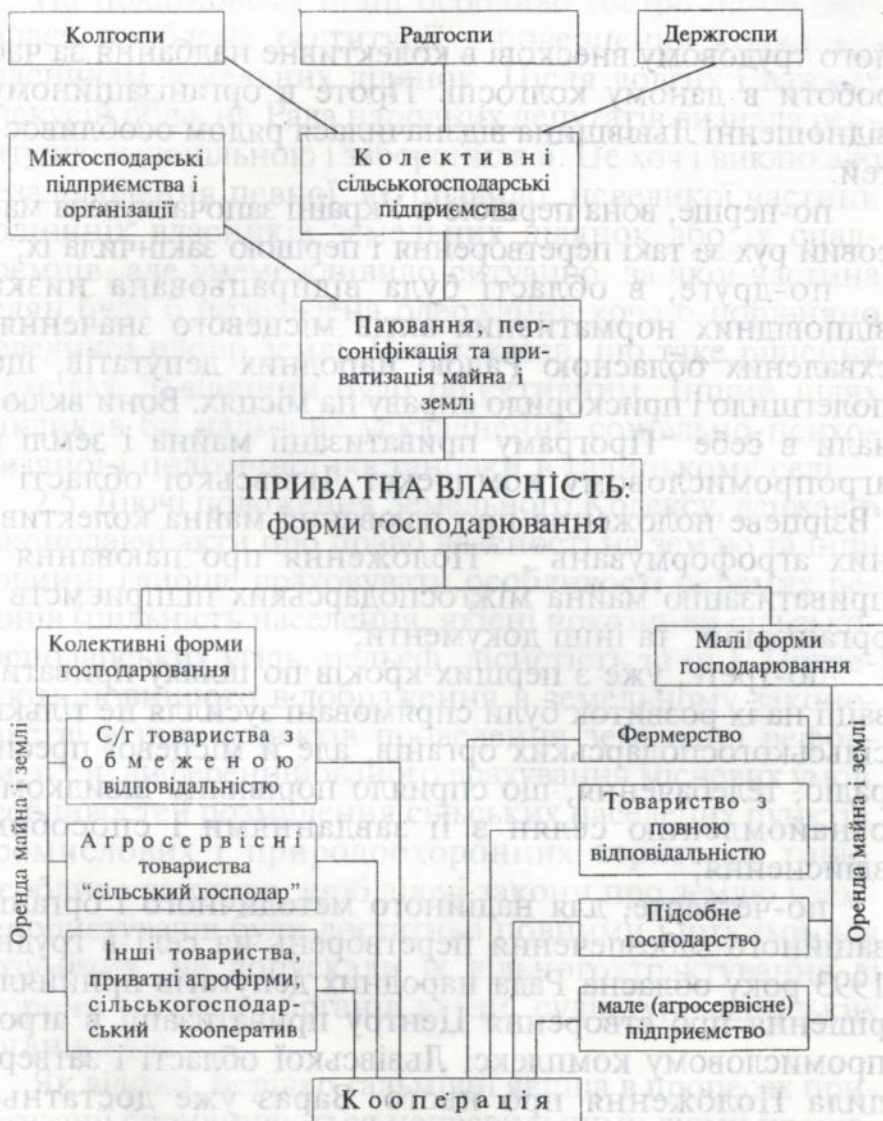 Колгоспи
Радгоспи
Держгоспи
Міжгосподарські
підприємства і
організації
Колективні
сільськогосподарські
підприємства
Паювання, пер-
соніфікація та при-
ватизація майна і
землі
ПРИВАТНА ВЛАСНІСТЬ:
форми господарювання
Колективні форми
господарювання
Малі форми
господарювання
Оренда майна і землі
С/г товариства з
обмеженою
відповідальністю
Агросервісні
товариства
“сільский господар”
Інші товариства,
приватні агрофірми,
сільськогосподар-
ський кооператив
Фермерство
Товариство з
повною
відповідальністю
Підсобне
господарство
мале (агросервісне)
підприємство
Оренда майна і землі
Кооперація